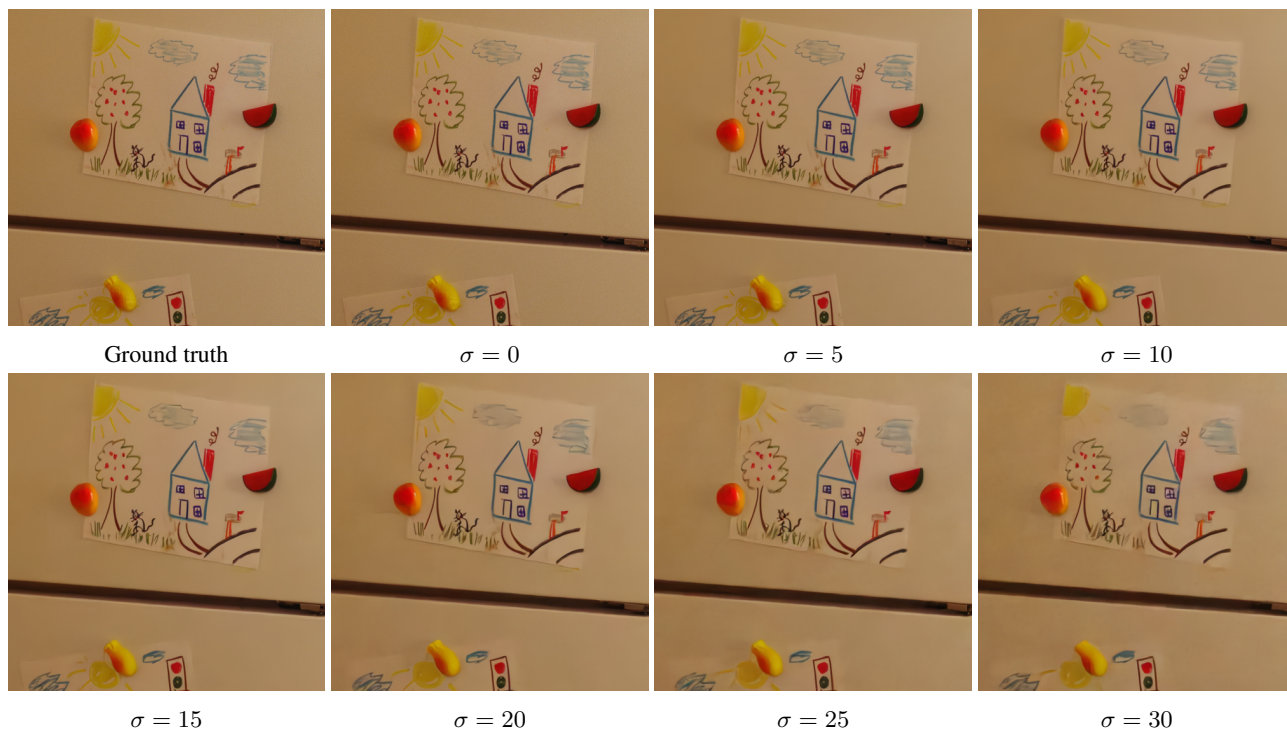 Ground truth
σ = 0
σ = 5
σ = 10
σ = 15
σ = 20
σ = 25
σ = 30